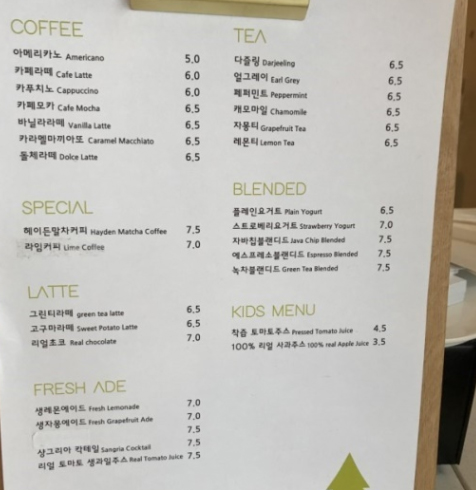 COFFEE
아메리카노 Americano 5,0
카페라떼 Cafe Latte 6,0
카푸치노 Cappuccino 6,0
카페모카 Cafe Mocha 6,5
바닐라라떼 Vanilla Latte 6,5
카라멜마끼아또 Caramel Macchiato 6,5
돌체라떼 Dolce Latte 6,5
SPECIAL
헤이든말차커피 Hayden Matcha Coffee 7,5
라임커피 Lime Coffee 7,0
LATTE
그린티라떼 green tea latte 6,5
고구마라떼 Sweet Potato Latte 6,5
리얼초코 Real chocolate 7,0
FRESH ADE
생레몬에이드 Fresh Lemonade 7,0
생자몽에이드 Fresh Grapefruit Ade 7,0
7,5
상그리아 칵테일 Sangria Cocktail 7,5
리얼 토마토 생과일주스 Real Tomato Juice 7,5
TEA
다즐링 Darjeeling 6,5
얼그레이 Earl Grey 6,5
페퍼민트 Peppermint 6,5
캐모마일 Chamomile 6,5
자몽티 Grapefruit Tea 6,5
레몬티 Lemon Tea 6,5
BLENDED
플레인요거트 Plain Yogurt 6,5
스트로베리요거트 Strawberry Yogurt 7,0
자바칩블랜디드 Java Chip Blended 7,5
에스프레소블랜디드 Espresso Blended 7,5
녹차블랜디드 Green Tea Blended 7,5
KIDS MENU
착즙 토마토주스 Pressed Tomato Juice 4.5
100% 리얼 사과주스 100% real Apple Juice 3,5